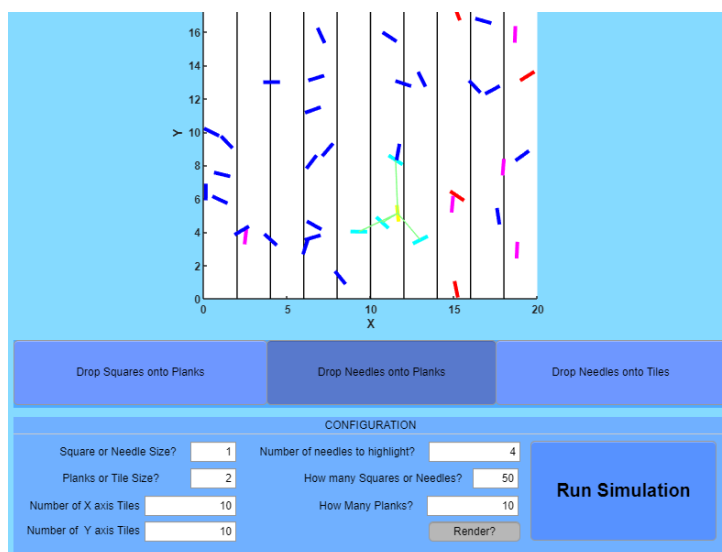 16
14
12
10
8
6
4
2
0
Y
0 5 10 15 20
X
Drop Squares onto Planks Drop Needles onto Planks Drop Needles onto Tiles
CONFIGURATION
Square or Needle Size? 1 Number of needles to highlight? 4
Planks or Tile Size? 2 How many Squares or Needles? 50
Number of X axis Tiles 10 How Many Planks? 10
Number of Y axis Tiles 10 Render?
Run Simulation